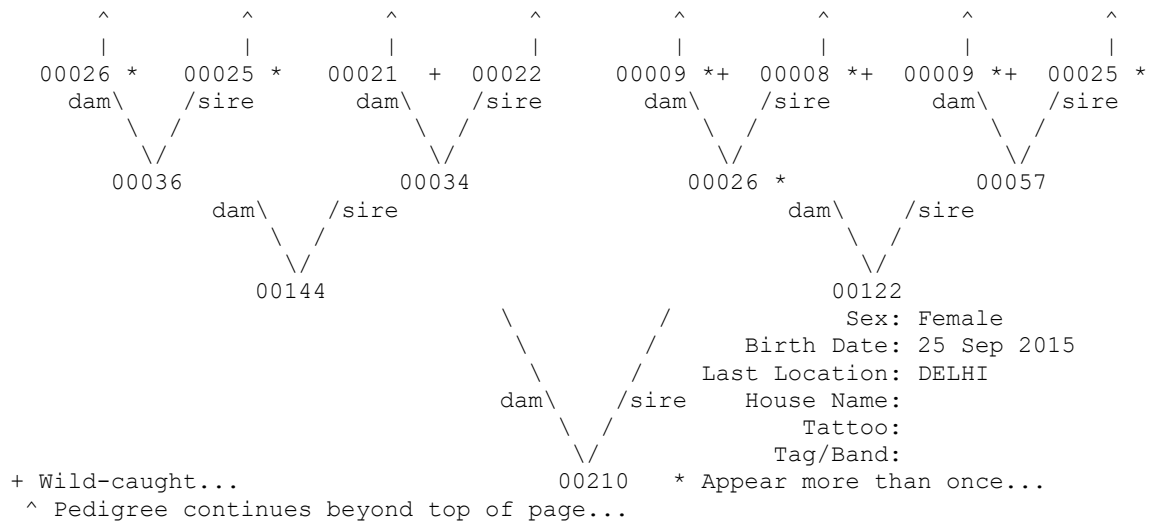 ^ ^ ^ ^ ^ ^ ^ ^
| | | | | | | |
00026 * 00025 * 00021 + 00022 00009 *+ 00008 *+ 00009 *+ 00025 *
dam\ /sire dam\ /sire dam\ /sire dam\ /sire
\ / \ / \ / \ /
\/ \/ \/ \/
00036 00034 00026 * 00057
dam\ /sire dam\ /sire
\ / \ /
\/ \/
00144 00122
\ / Sex: Female
\ / Birth Date: 25 Sep 2015
\ / Last Location: DELHI
dam\ /sire House Name:
\ / Tattoo:
\/ Tag/Band:
+ Wild-caught... 00210 * Appear more than once...
^ Pedigree continues beyond top of page...